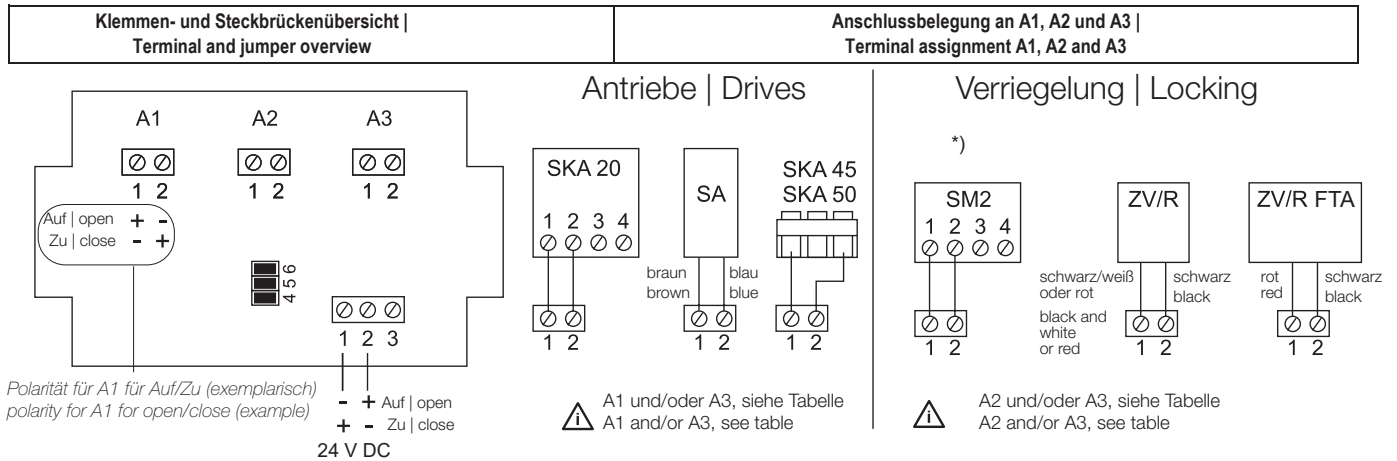 Klemmen- und Steckbrückenübersicht |
Terminal and jumper overview
Anschlussbelegung an A1, A2 und A3 |
Terminal assignment A1, A2 and A3
A1
A2
A3
1 2
1 2
1 2
Auf | open + -
Zu | close - +
4 5 6
1 2 3
- + Auf | open
+ - Zu | close
24 V DC
Polarität für A1 für Auf/Zu (exemplarisch)
polarity for A1 for open/close (example)
Antriebe | Drives
SKA 20
1 2 3 4
1 2
SA
braun
brown
blau
blue
1 2
SKA 45
SKA 50
1 2
i
A1 und/oder A3, siehe Tabelle
A1 and/or A3, see table
Verriegelung | Locking
*)
SM2
1 2 3 4
1 2
ZV/R
schwarz/weiß
oder rot
black and
white
or red
schwarz
black
1 2
ZV/R FTA
rot
red
schwarz
black
1 2
i
A2 und/oder A3, siehe Tabelle
A2 and/or A3, see table